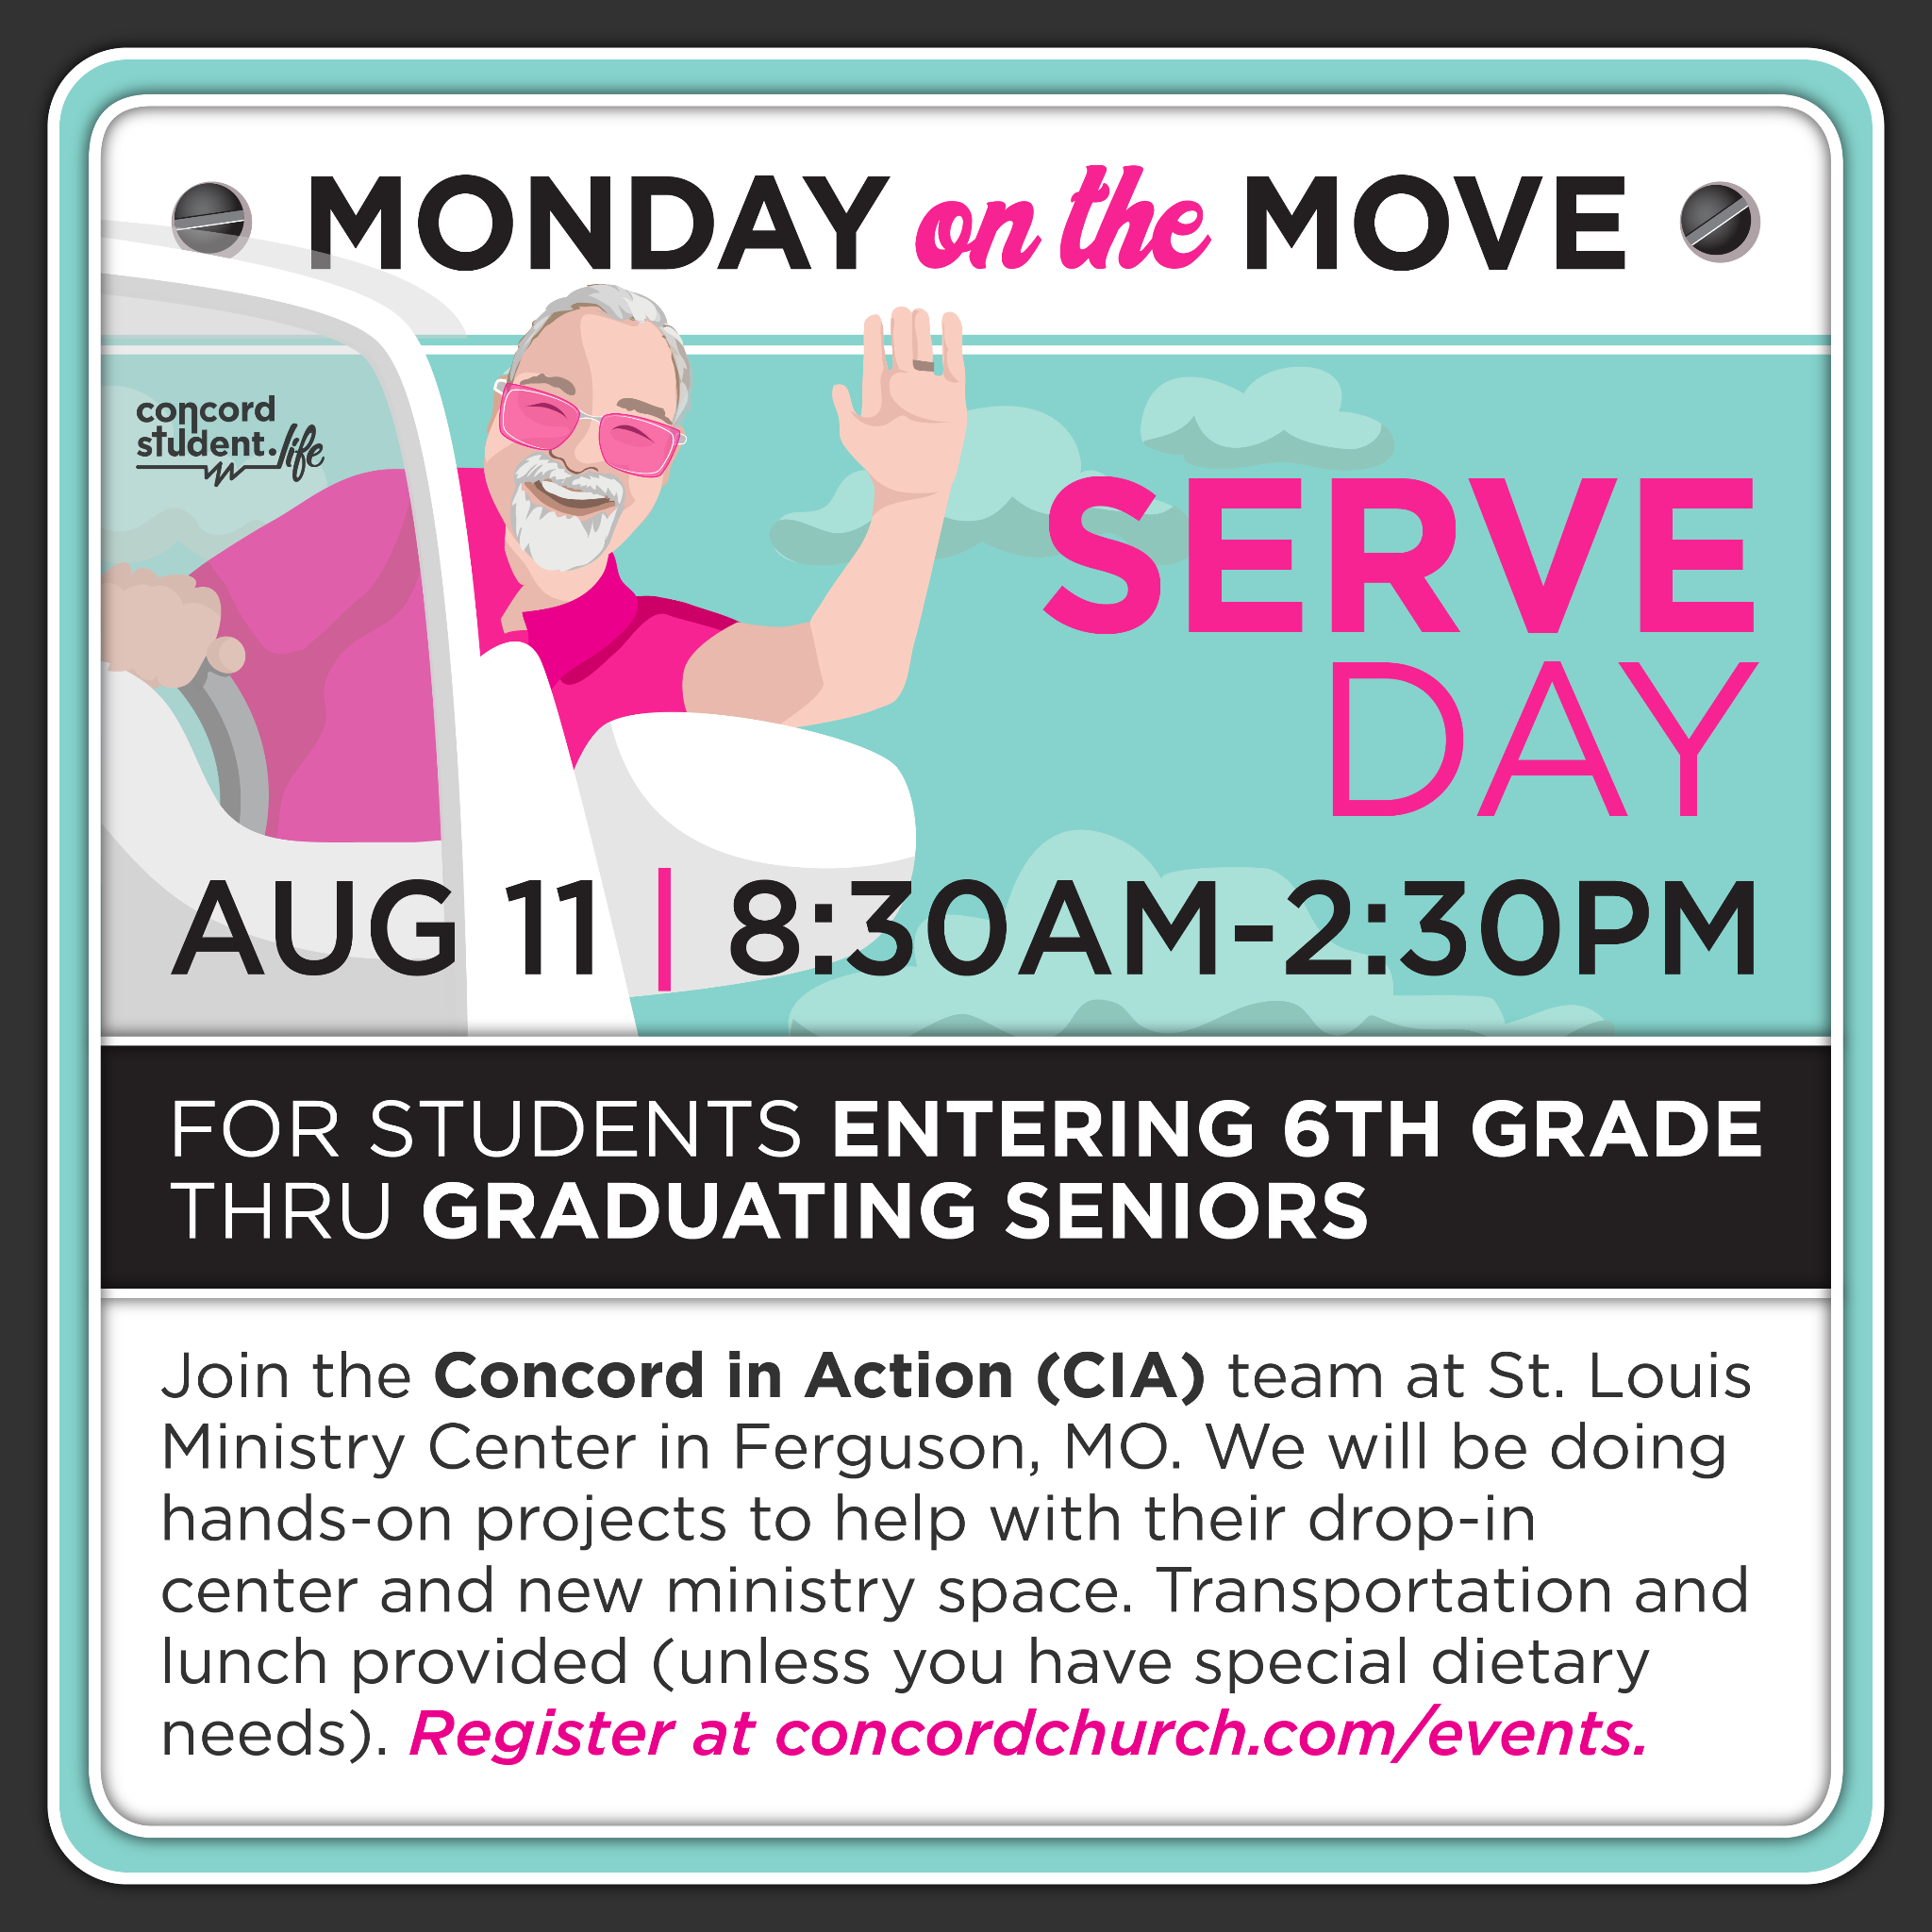 MONDAY on the MOVE
concord
student.life
SERVE
DAY
AUG 11 | 8:30AM-2:30PM
FOR STUDENTS ENTERING 6TH GRADE
THRU GRADUATING SENIORS
Join the Concord in Action (CIA) team at St. Louis
Ministry Center in Ferguson, MO. We will be doing
hands-on projects to help with their drop-in
center and new ministry space. Transportation and
lunch provided (unless you have special dietary
needs). Register at concordchurch.com/events.